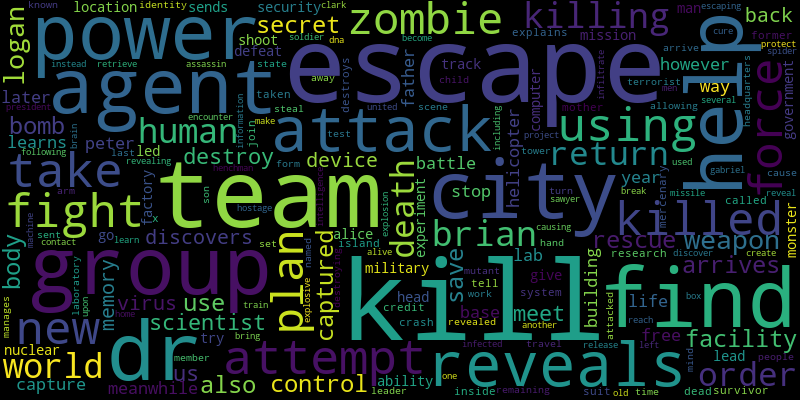 known location sends identity security clark
logan power secret zombie killing man back
dna shoot mission escaping
soldier defeat explains arrive former cure
become
instead assassin state destroys father track however way protect
retrieve agent away child infiltrate spider
president escape help
later bomb learns peter human encounter taken steal united scene computer mother terrorist men allowing several force government
led join information attack test including helicopter using headquarters
following brain last revealing destroy device battle tower project return used missile cause
take arm form stop year gabriel reveal
fight factory son team hostage death experiment alice city turn sawyer break called killed mercenary
body discovers x henchman intelligence brian hand causing rescue weapon monster
machine sent contact go learn set named explosion island
group plan captured alive save lab building research discover create
memory explosive destroying military mutant tell give arrives life box
manages laboratory virus use head work system meet facility
upon home train credit base revealed another attacked reach
new scientist bring crash infected travel free mind
nuclear dr try attempt kill find
world member us ability one release left lead people
capture meanwhile also control leader inside remaining reveals suit old time dead survivor order